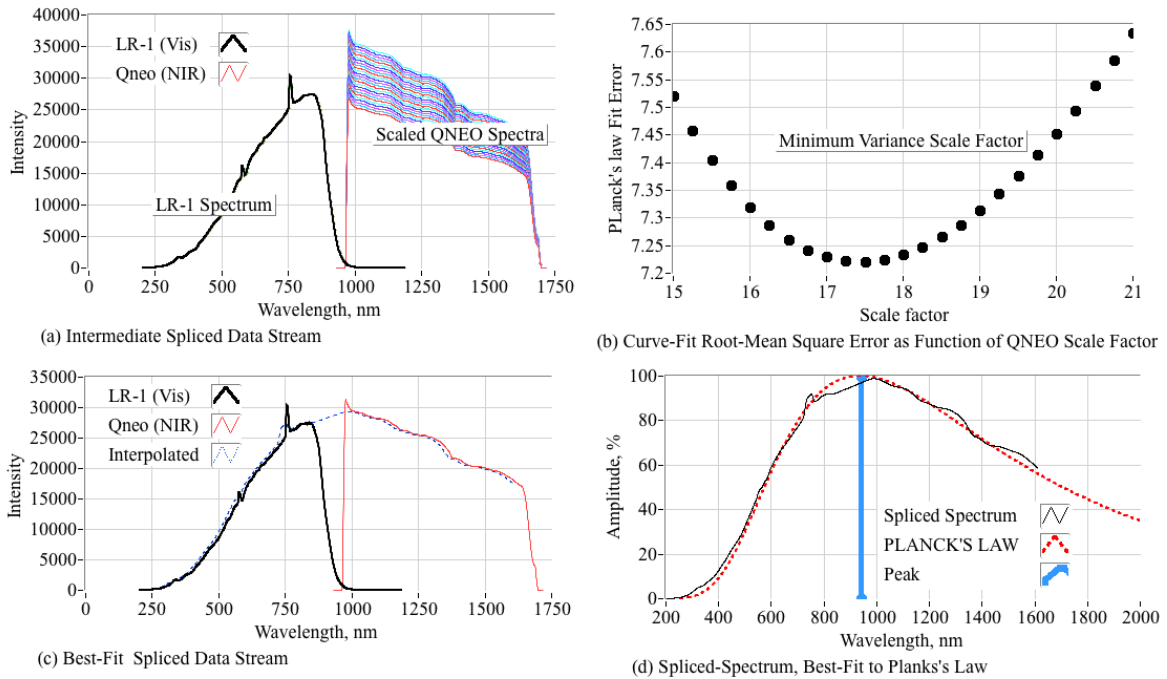 40000
35000
30000
25000
20000
15000
10000
5000
0
Intensity
LR-1 (Vis)
Qneo (NIR)
Scaled QNEO Spectra
LR-1 Spectrum
0 250 500 750 1000 1250 1500 1750
Wavelength, nm
(a) Intermediate Spliced Data Stream
7.65
7.6
7.55
7.5
7.45
7.4
7.35
7.3
7.25
7.2
PLanck's law Fit Error
Minimum Variance Scale Factor
15 16 17 18 19 20 21
Scale factor
(b) Curve-Fit Root-Mean Square Error as Function of QNEO Scale Factor
35000
30000
25000
20000
15000
10000
5000
0
Intensity
LR-1 (Vis)
Qneo (NIR)
Interpolated
0 250 500 750 1000 1250 1500 1750
Wavelength, nm
(c) Best-Fit Spliced Data Stream
100
80
60
40
20
0
Amplitude, %
Spliced Spectrum
PLANCK'S LAW
Peak
200 400 600 800 1000 1200 1400 1600 1800 2000
Wavelength, nm
(d) Spliced-Spectrum, Best-Fit to Planks's Law